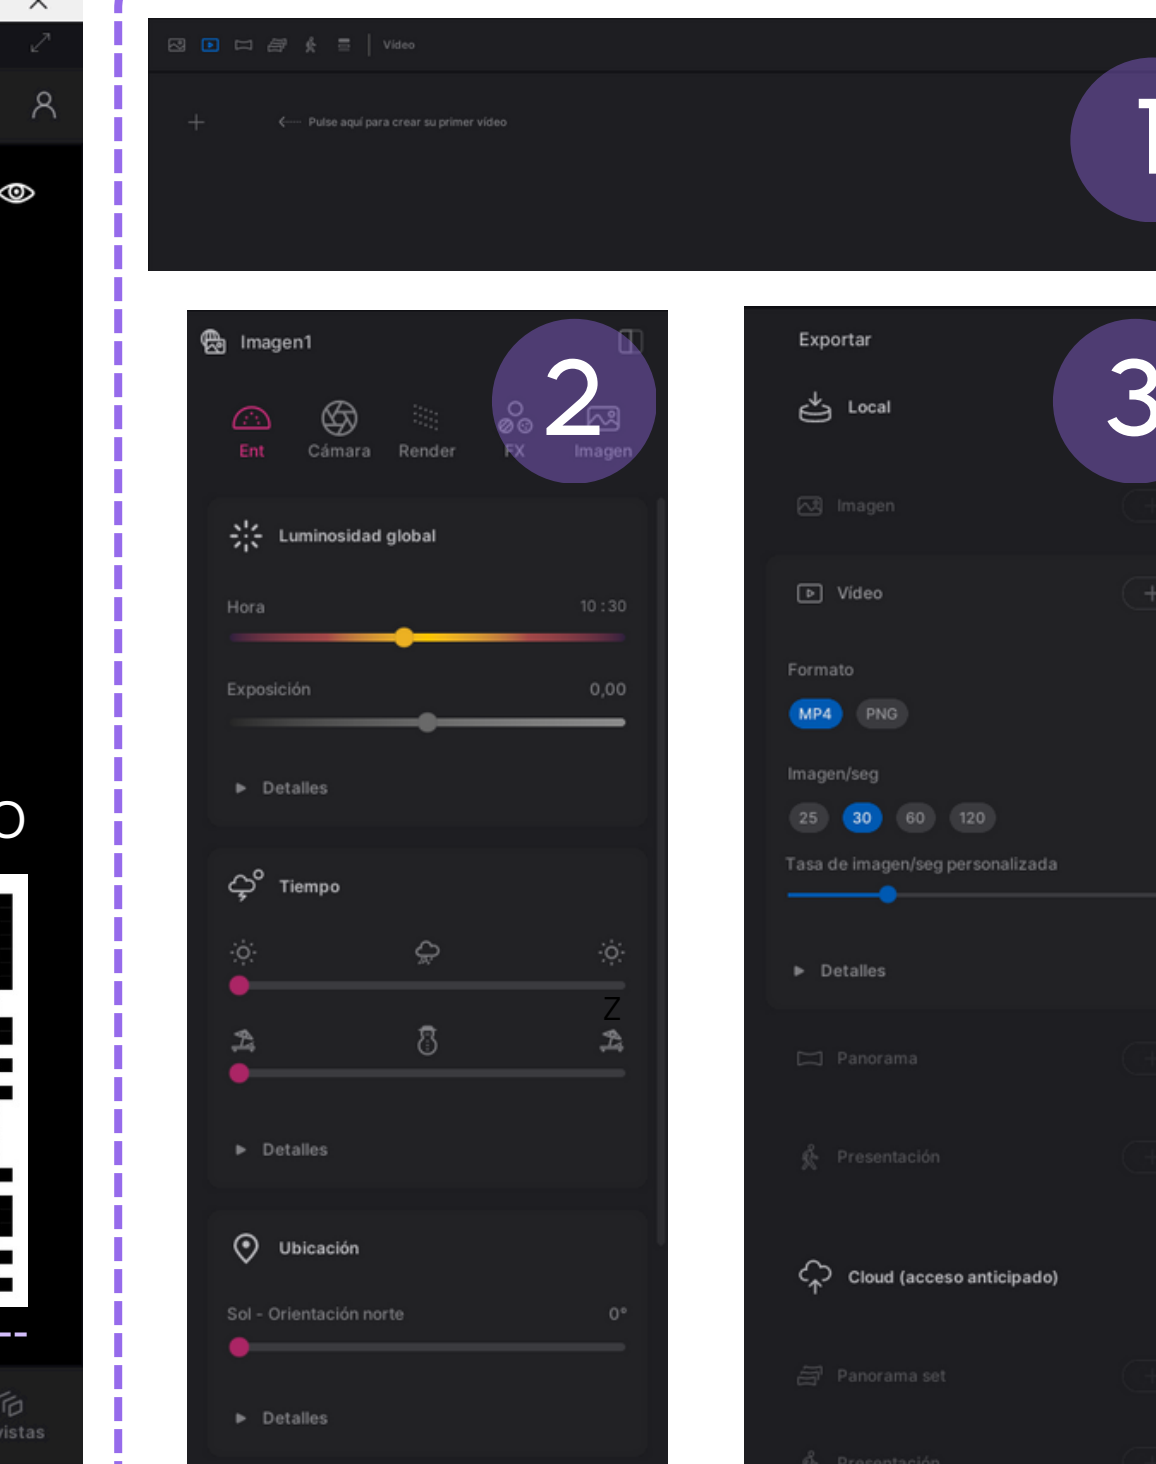 Vídeo
Pulse aquí para crear su primer vídeo
1
Imagen1
2
Ent
Cámara
Render
FX
Imagen
Luminosidad global
Hora
10:30
Exposición
0,00
Detalles
Tiempo
Z
Detalles
Ubicación
Sol - Orientación norte
0°
Detalles
Exportar
3
Local
Imagen
Vídeo
Formato
MP4 PNG
Imagen/seg
25 30 60 120
Tasa de imagen/seg personalizada
Detalles
Panorama
Presentación
Cloud (acceso anticipado)
Panorama set
Presentación
O
vistas